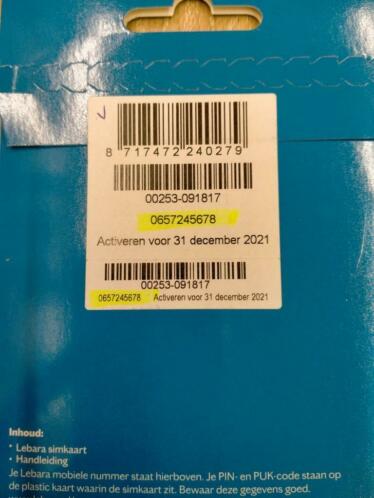 8 717472 240279
00253-091817
0657245678
Activeren voor 31 december 2021
00253-091817
0657245678 Activeren voor 31 december 2021
Inhoud:
• Lebara simkaart
• Handleiding
Je Lebara mobiele nummer staat hierboven. Je PIN- en PUK-code staan op
de plastic kaart waarin de simkaart zit. Bewaar deze gegevens goed.